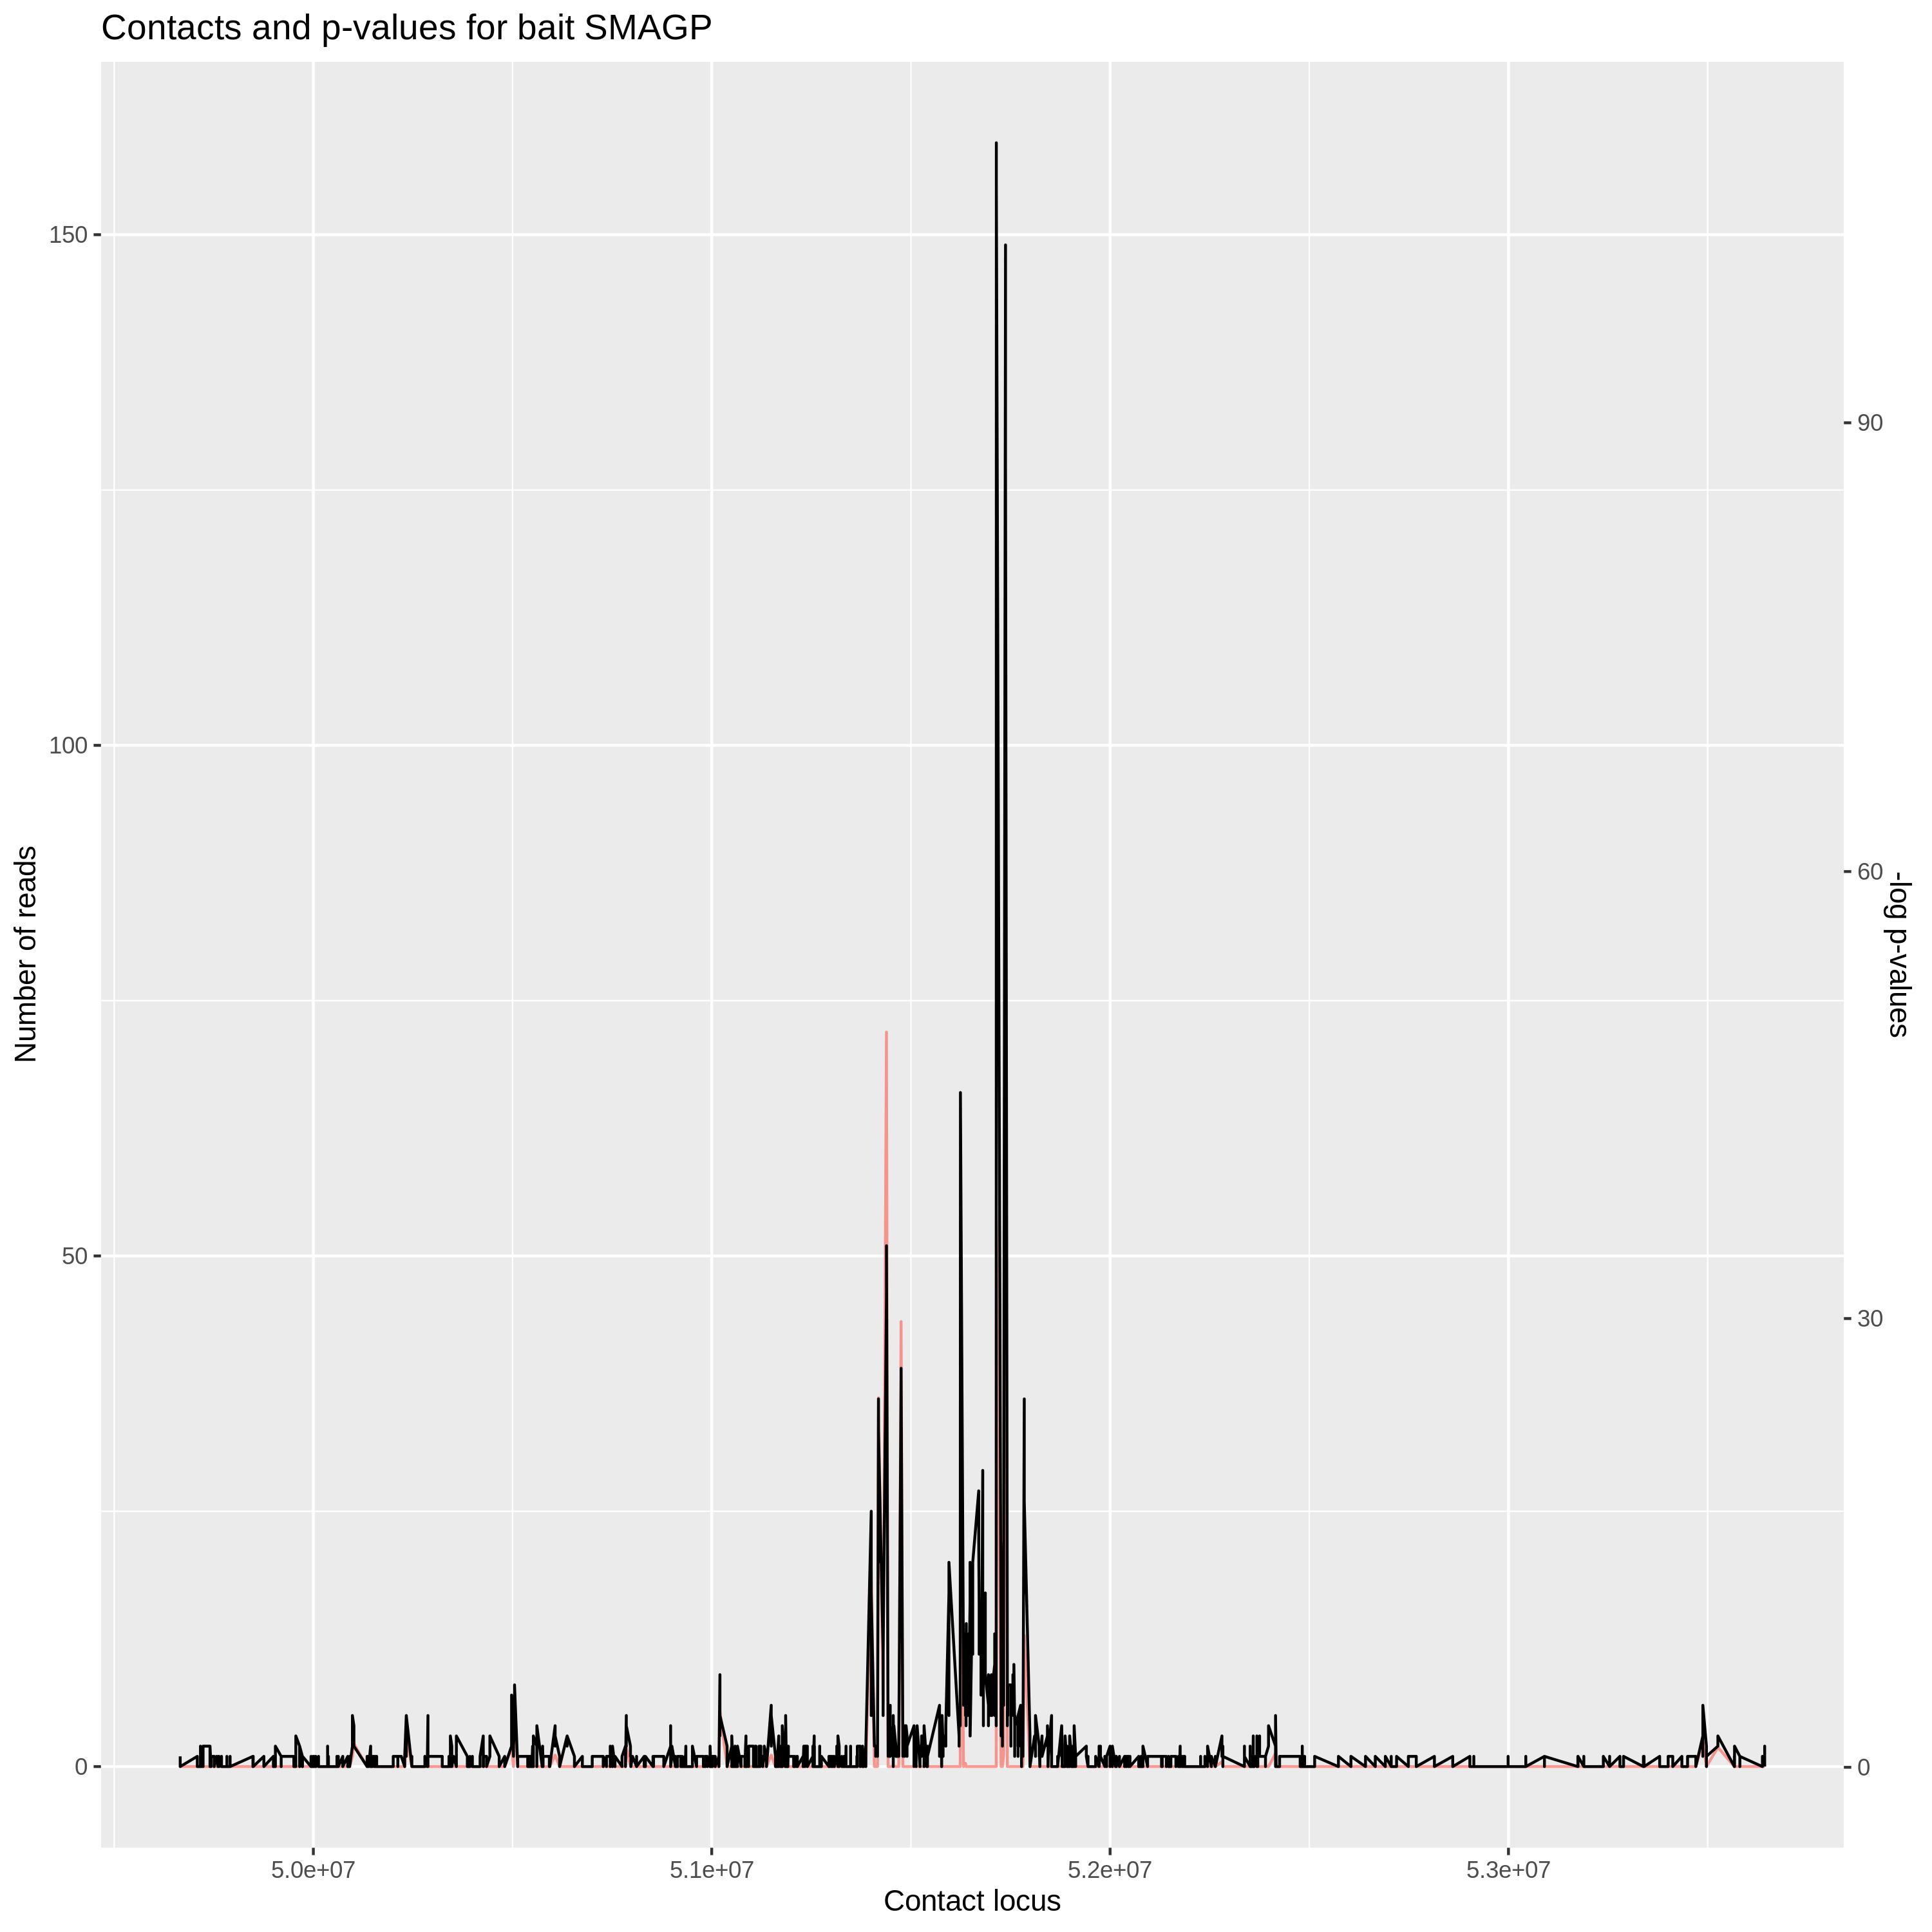 Contacts and p-values for bait SMAGP
150
100
50
0
Number of reads
90
60
30
0
-log p-values
5.0e+07
5.1e+07
5.2e+07
5.3e+07
Contact locus